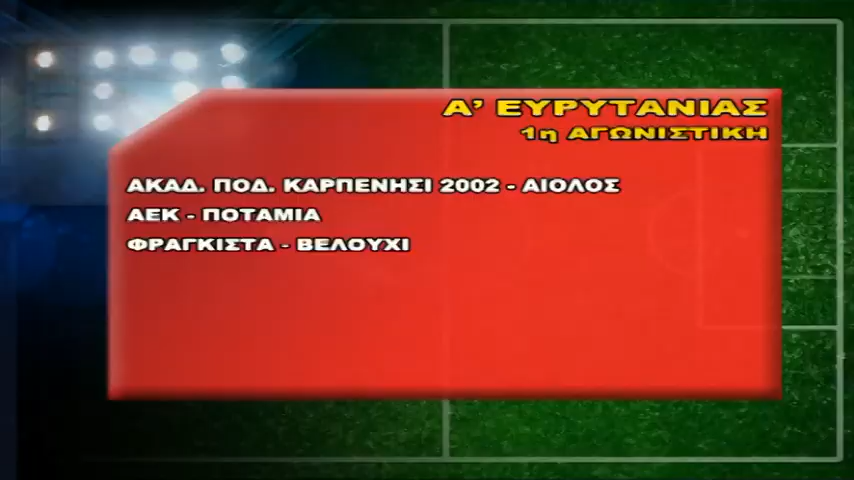 Α' ΕΥΡΥΤΑΝΙΑΣ
1η ΑΓΩΝΙΣΤΙΚΗ
ΑΚΑΔ. ΠΟΔ. ΚΑΡΠΕΝΗΣΙ 2002 - ΑΙΟΛΟΣ
ΑΕΚ - ΠΟΤΑΜΙΑ
ΦΡΑΓΚΙΣΤΑ - ΒΕΛΟΥΧΙ